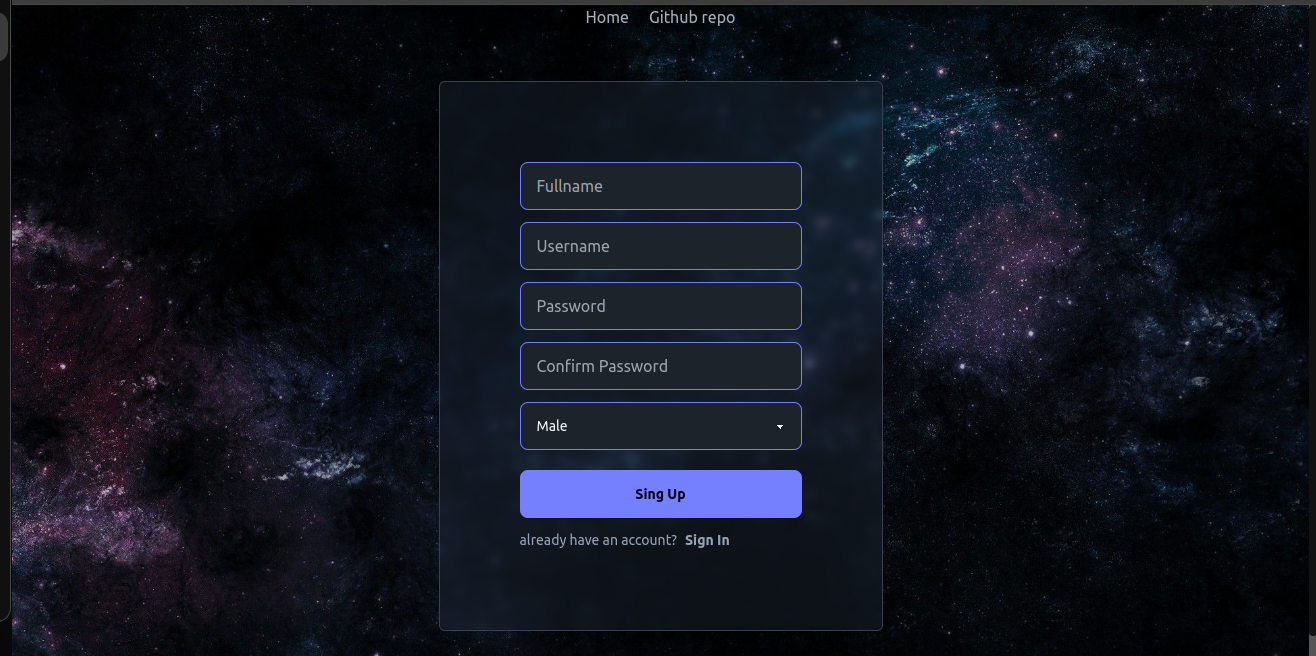 Home Github repo
Fullname
Username
Password
Confirm Password
Male
Sing Up
already have an account? Sign In